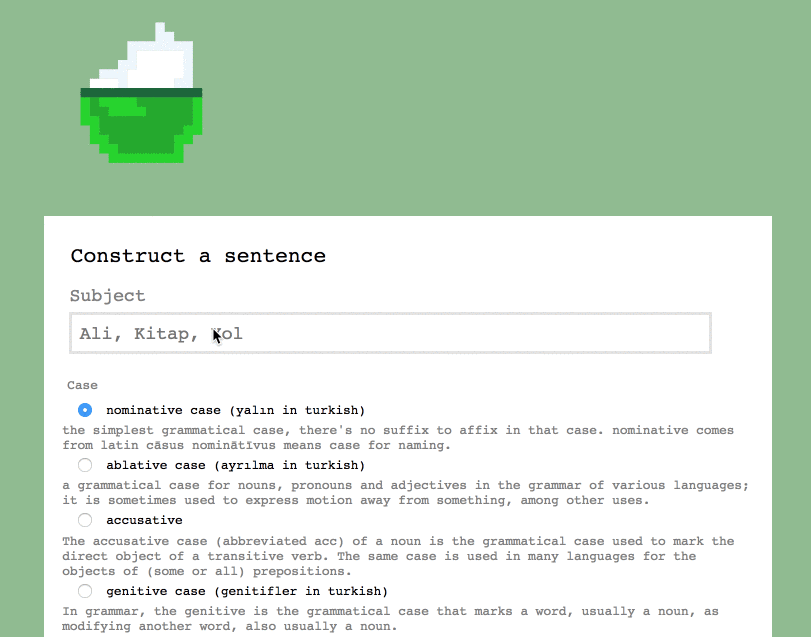 Construct a sentence
Subject
Ali, Kitap, Yol
Case
nominative case (yalın in turkish)
the simplest grammatical case, there's no suffix to affix in that case. nominative comes
from latin cāsus nominātīvus means case for naming.
ablative case (ayrılma in turkish)
a grammatical case for nouns, pronouns and adjectives in the grammar of various languages;
it is sometimes used to express motion away from something, among other uses.
accusative
The accusative case (abbreviated acc) of a noun is the grammatical case used to mark the
direct object of a transitive verb. The same case is used in many languages for the
objects of (some or all) prepositions.
genitive case (genitifler in turkish)
In grammar, the genitive is the grammatical case that marks a word, usually a noun, as
modifying another word, also usually a noun.